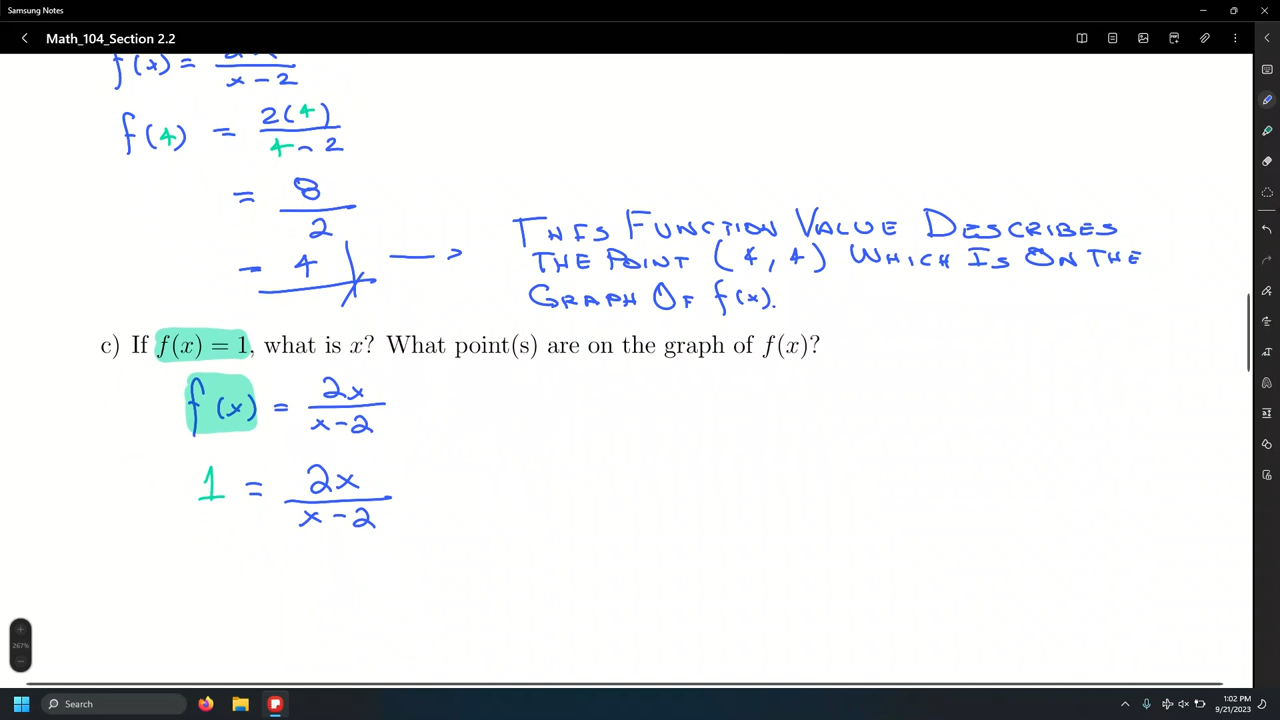 Samsung Notes
Math_104_Section 2.2
f(x) =
x - 2
f(4) = 2(4)
4 - 2
= 8
2
= 4 → THIS FUNCTION VALUE DESCRIBES
THE POINT (4, 4) WHICH IS ON THE
GRAPH OF f(x).
c) If f(x) = 1, what is x? What point(s) are on the graph of f(x)?
f(x) = 2x
x-2
1 = 2x
x - 2
267%
Search
1:02 PM
9/21/2023